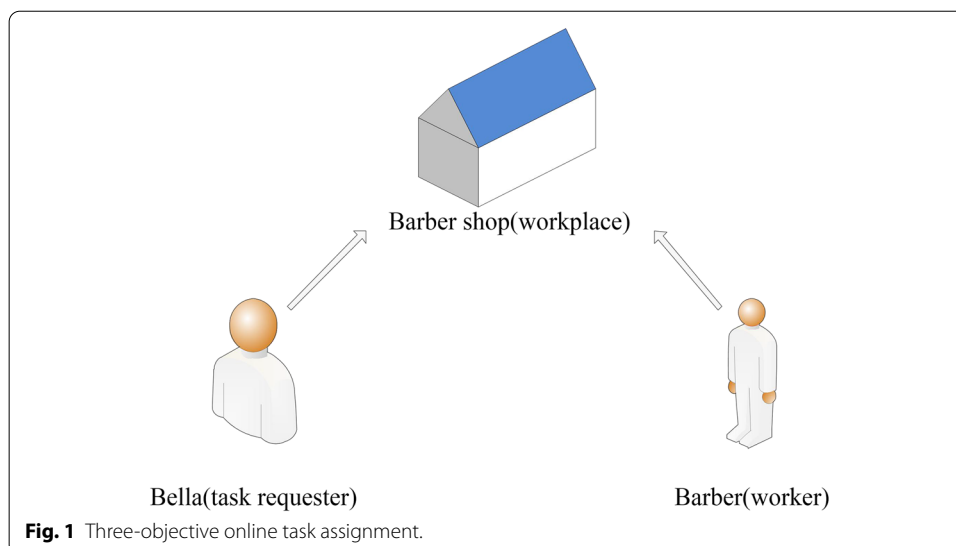 Barber shop(workplace)
Bella(task requester)
Barber(worker)
Fig. 1 Three-objective online task assignment.